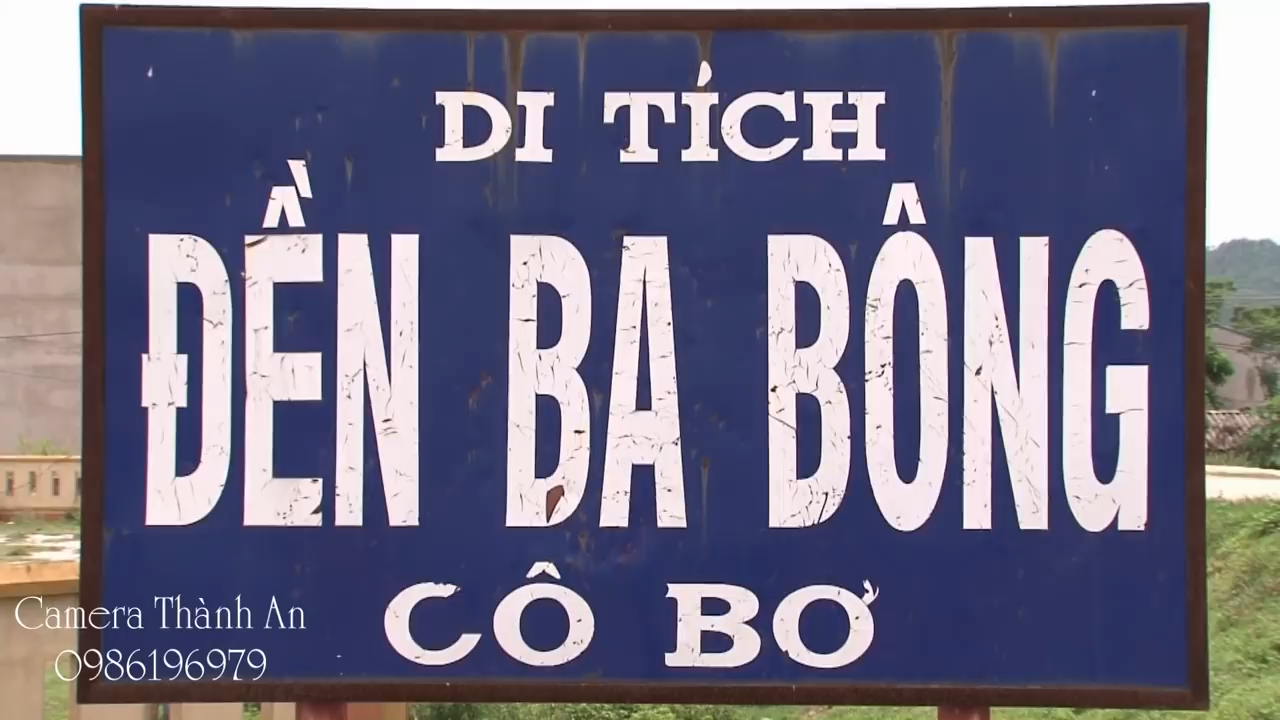 DI TÍCH
ĐỀN BA BÔNG
CÔ BƠ
Camera Thành An
0986196979